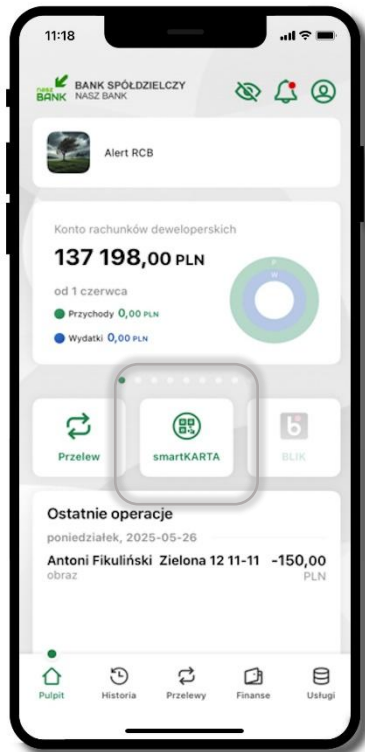 11:18
nasz BANK
BANK SPÓŁDZIELCZY
NASZ BANK
Alert RCB
Konto rachunków deweloperskich
137 198,00 PLN
od 1 czerwca
Przychody 0,00 PLN
Wydatki 0,00 PLN
P
W
Przelew
smartKARTA
BLIK
Ostatnie operacje
poniedziałek, 2025-05-26
Antoni Fikuliński Zielona 12 11-11 -150,00
obraz PLN
Pulpit
Historia
Przelewy
Finanse
Usługi